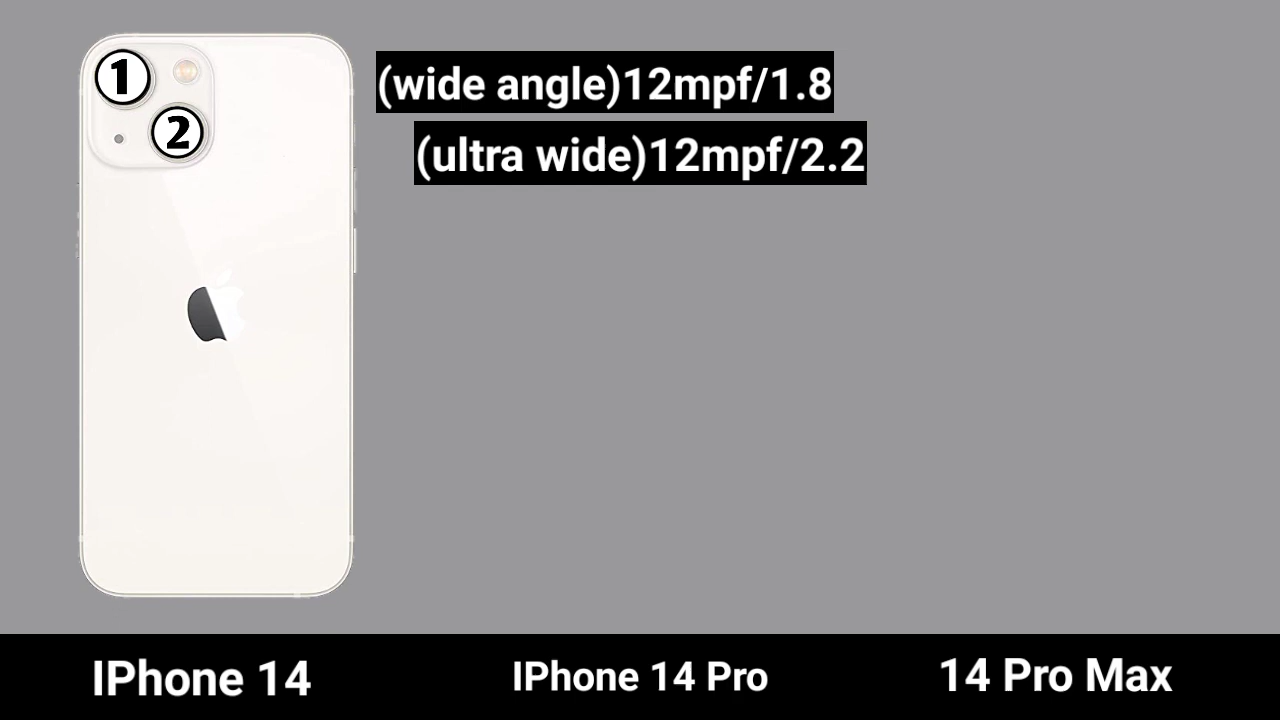 1
2
(wide angle)12mpf/1.8
(ultra wide)12mpf/2.2
IPhone 14
IPhone 14 Pro
14 Pro Max